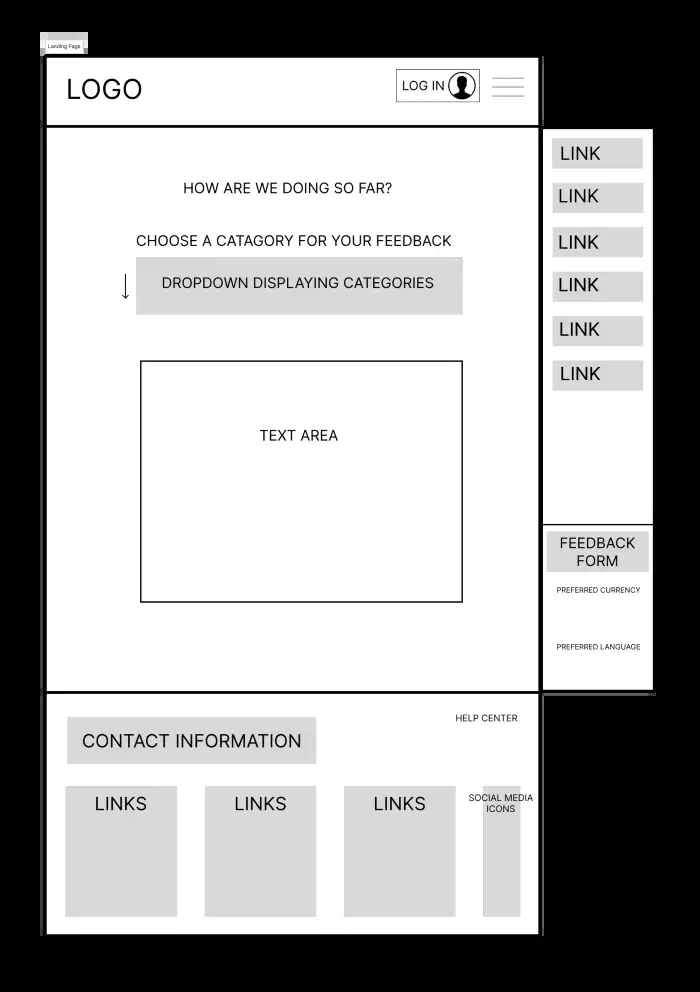 Landing Page
LOGO
LOG IN
HOW ARE WE DOING SO FAR?
CHOOSE A CATAGORY FOR YOUR FEEDBACK
DROPDOWN DISPLAYING CATEGORIES
TEXT AREA
LINK
LINK
LINK
LINK
LINK
LINK
FEEDBACK
FORM
PREFERRED CURRENCY
PREFERRED LANGUAGE
HELP CENTER
CONTACT INFORMATION
LINKS
LINKS
LINKS
SOCIAL MEDIA
ICONS